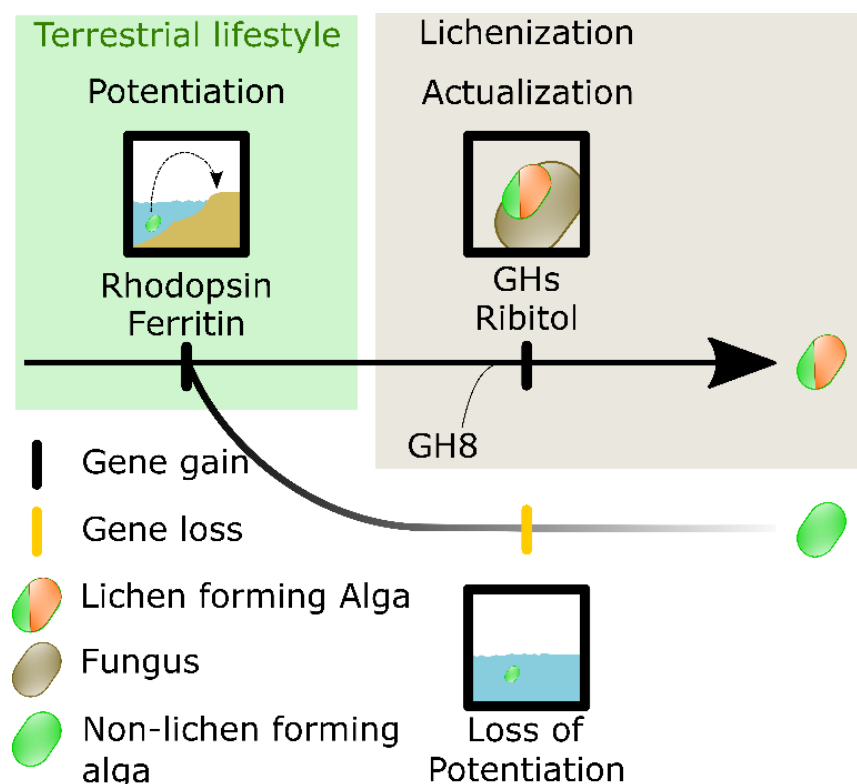 Terrestrial lifestyle
Potentiation
Rhodopsin
Ferritin
Lichenization
Actualization
GHs
Ribitol
GH8
Gene gain
Gene loss
Lichen forming Alga
Fungus
Non-lichen forming
alga
Loss of
Potentiation